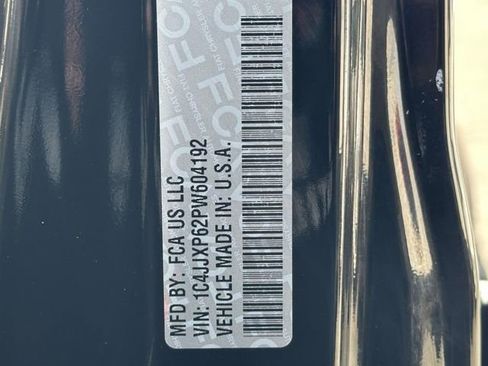 MFD BY: FCA US LLC
VIN: 1C4JJXP62PW604192
VEHICLE MADE IN: U.S.A.